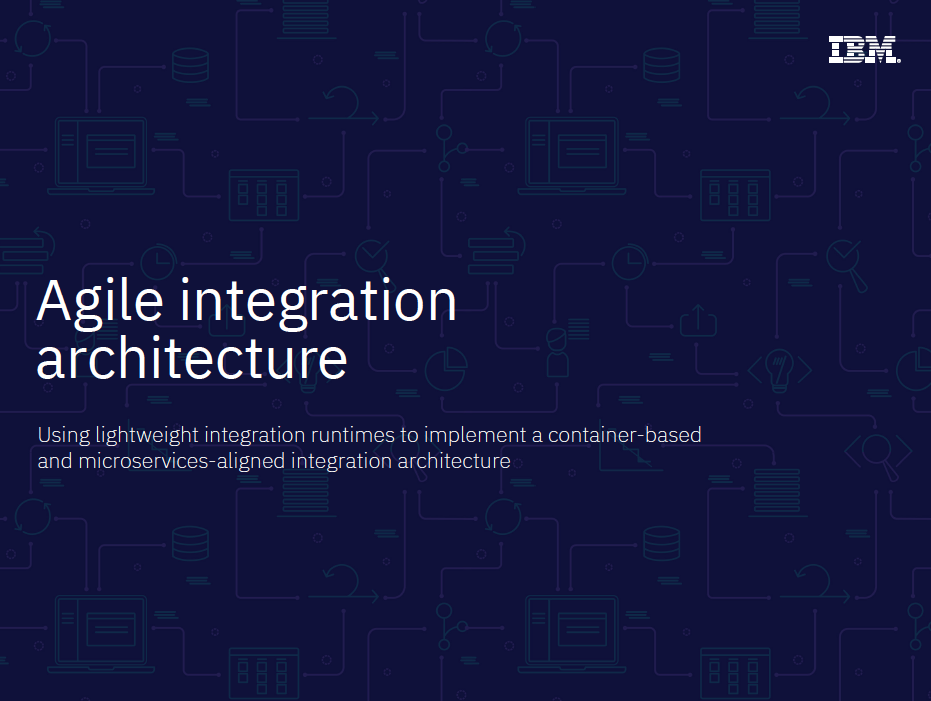 IBM
Agile integration
architecture
Using lightweight integration runtimes to implement a container-based
and microservices-aligned integration architecture